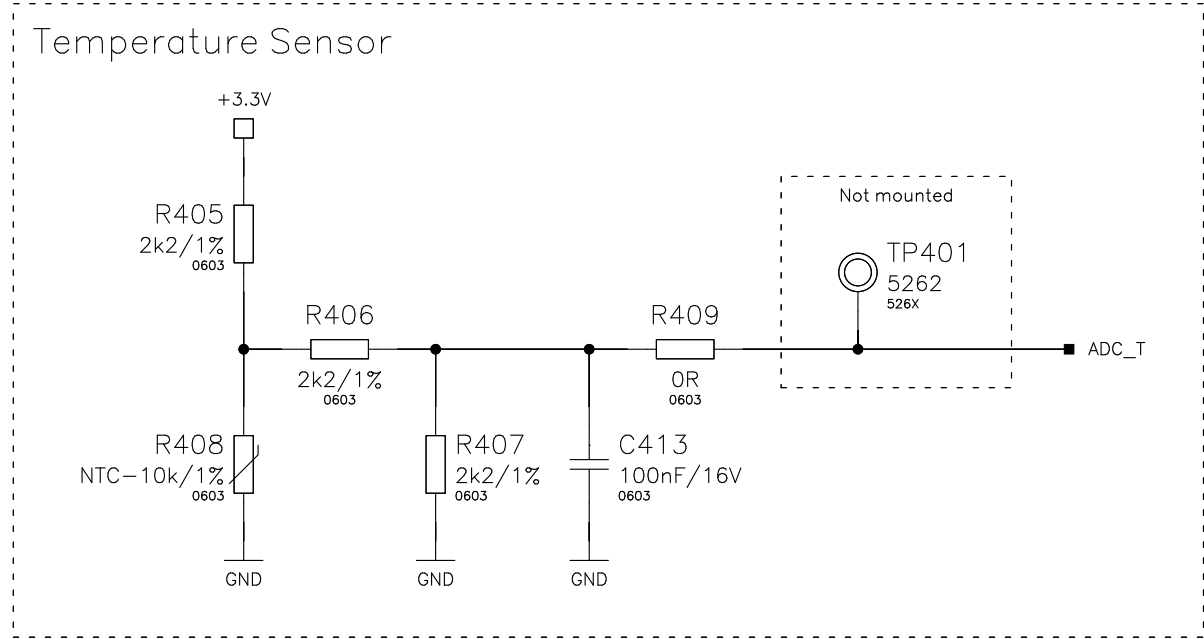 Temperature Sensor
+3.3V
Not mounted
R405
2k2/1%
0603
TP401
5262
526X
R406
2k2/1%
0603
R409
0R
0603
ADC_T
R408
NTC-10k/1%
0603
R407
2k2/1%
0603
C413
100nF/16V
0603
GND
GND
GND